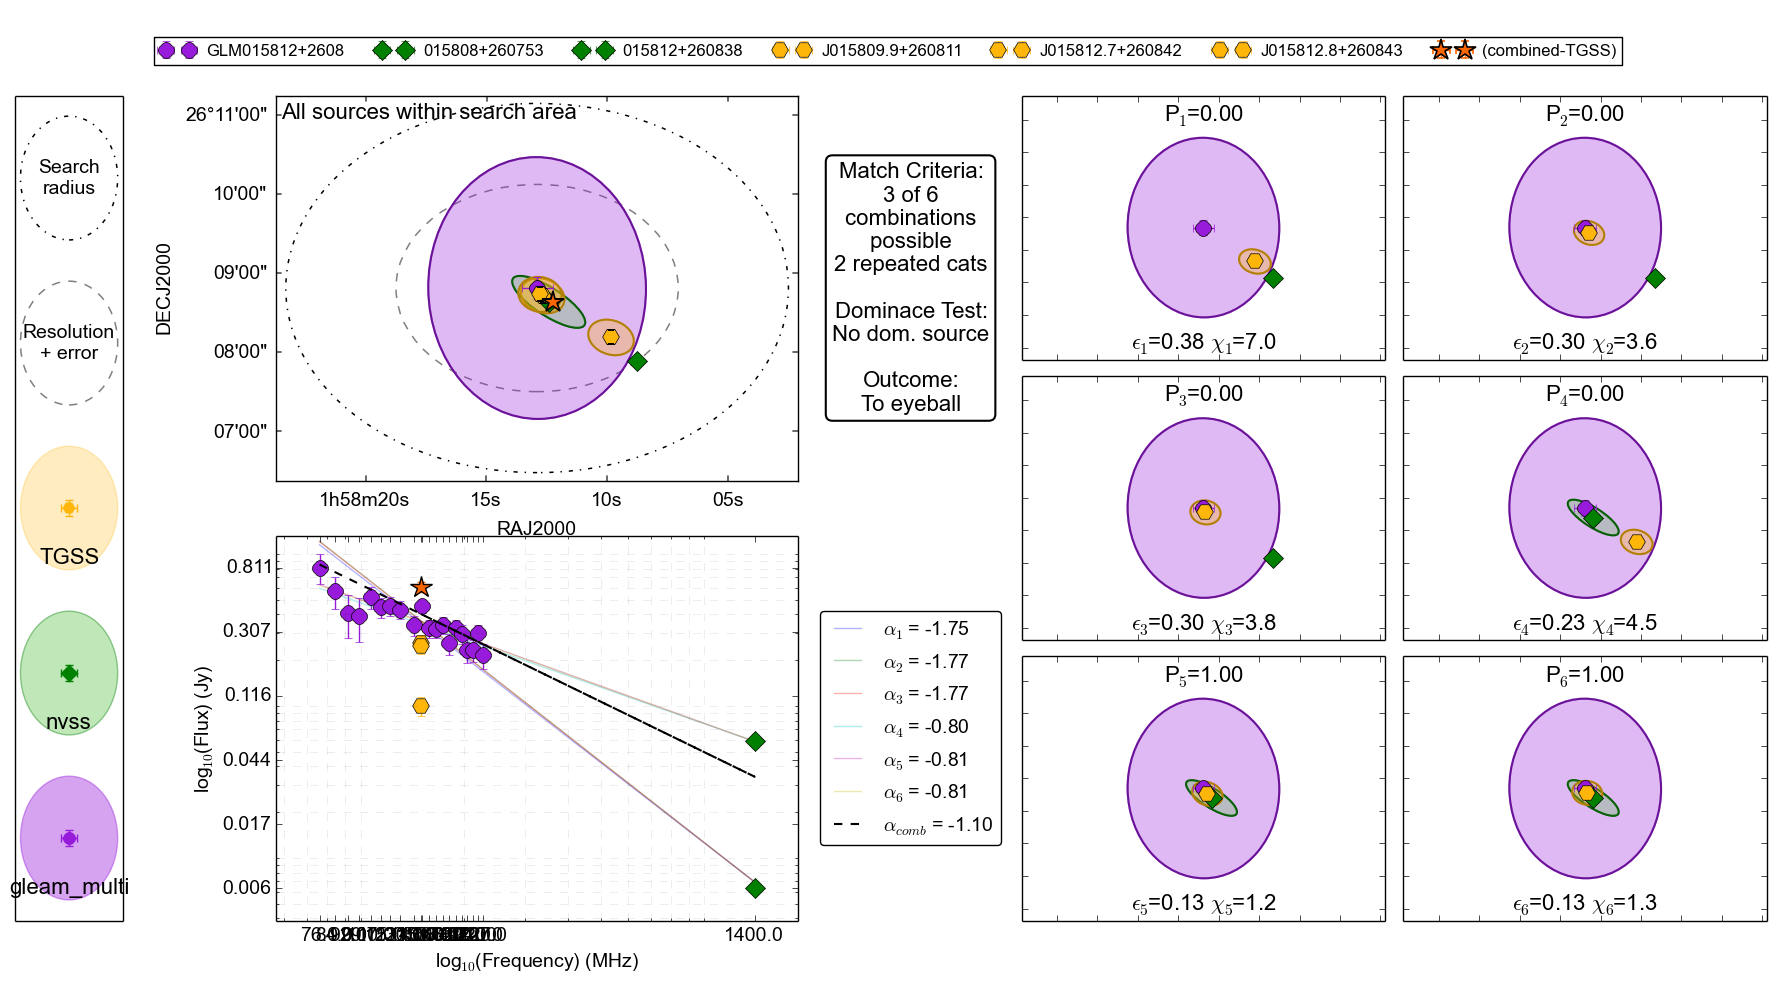 GLM015812+2608 015808+260753 015812+260838 J015809.9+260811 J015812.7+260842 J015812.8+260843 (combined-TGSS)
Search
radius
Resolution
+ error
TGSS
nvss
gleam_multi
All sources within search area
26°11'00"
10'00"
09'00"
08'00"
07'00"
DECJ2000
1h58m20s 15s 10s 05s
RAJ2000
Match Criteria:
3 of 6
combinations
possible
2 repeated cats
Dominace Test:
No dom. source
Outcome:
To eyeball
0.811
0.307
0.116
0.044
0.017
0.006
log10(Flux) (Jy)
1400.0
log10(Frequency) (MHz)
α1 = -1.75
α2 = -1.77
α3 = -1.77
α4 = -0.80
α5 = -0.81
α6 = -0.81
αcomb = -1.10
P1=0.00
ϵ1=0.38 χ1=7.0
P2=0.00
ϵ2=0.30 χ2=3.6
P3=0.00
ϵ3=0.30 χ3=3.8
P4=0.00
ϵ4=0.23 χ4=4.5
P5=1.00
ϵ5=0.13 χ5=1.2
P6=1.00
ϵ6=0.13 χ6=1.3